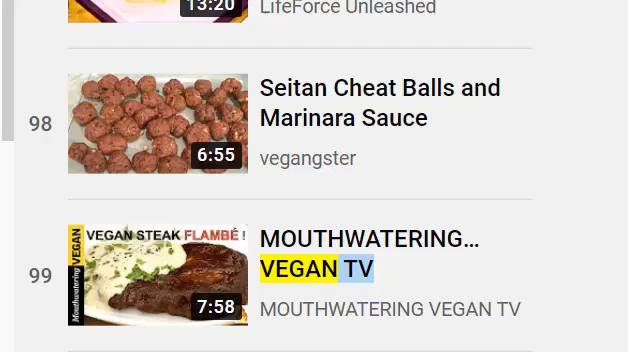 13:20
LifeForce Unleashed
98
6:55
Seitan Cheat Balls and
Marinara Sauce
vegangster
99
Mouthwatering VEGAN
VEGAN STEAK FLAMBÉ !
7:58
MOUTHWATERING...
VEGAN TV
MOUTHWATERING VEGAN TV